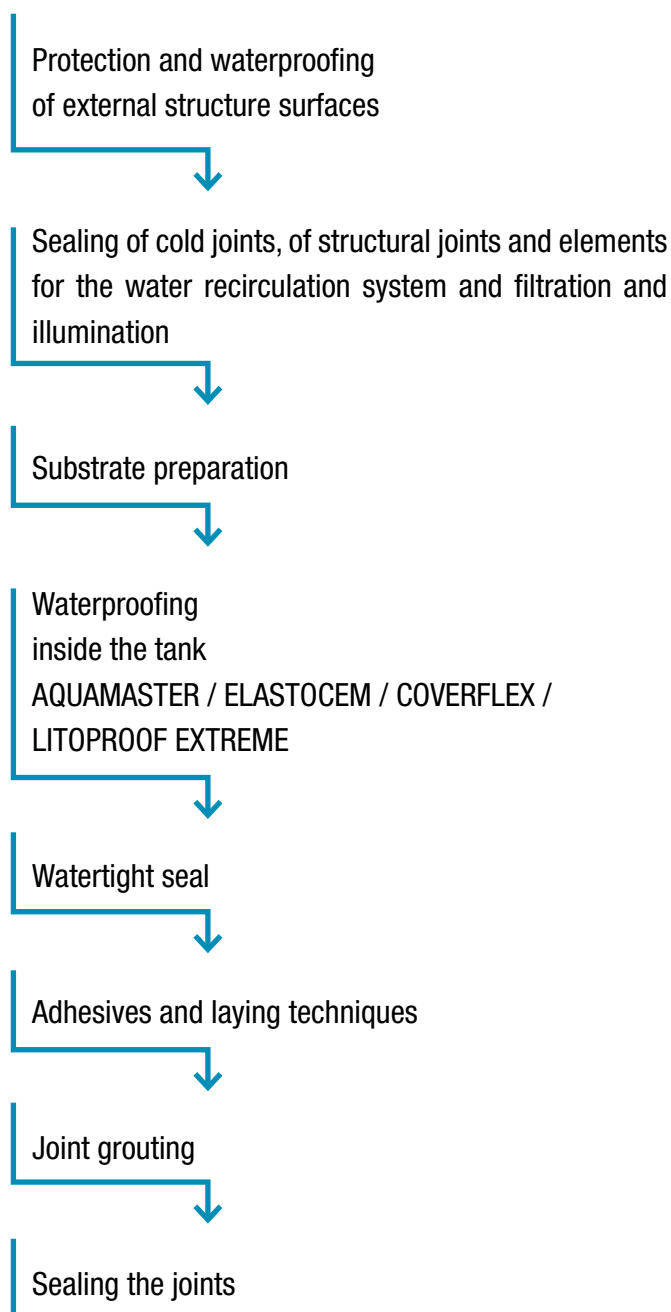 Protection and waterproofing
of external structure surfaces
Sealing of cold joints, of structural joints and elements
for the water recirculation system and filtration and
illumination
Substrate preparation
Waterproofing
inside the tank
AQUAMASTER / ELASTOCEM / COVERFLEX /
LITOPROOF EXTREME
Watertight seal
Adhesives and laying techniques
Joint grouting
Sealing the joints